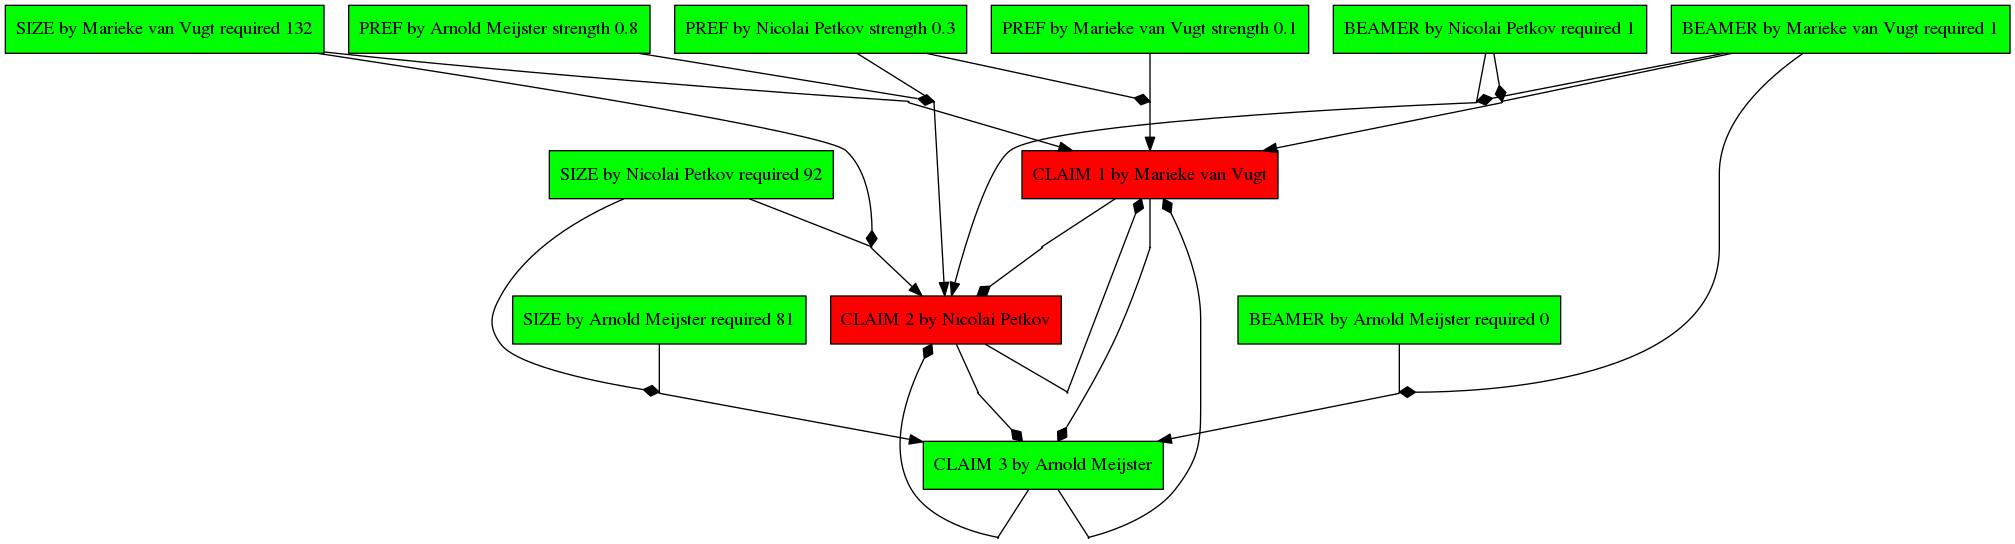 SIZE by Marieke van Vugt required 132
PREF by Arnold Meijster strength 0.8
PREF by Nicolai Petkov strength 0.3
PREF by Marieke van Vugt strength 0.1
BEAMER by Nicolai Petkov required 1
BEAMER by Marieke van Vugt required 1
SIZE by Nicolai Petkov required 92
CLAIM 1 by Marieke van Vugt
SIZE by Arnold Meijster required 81
CLAIM 2 by Nicolai Petkov
BEAMER by Arnold Meijster required 0
CLAIM 3 by Arnold Meijster